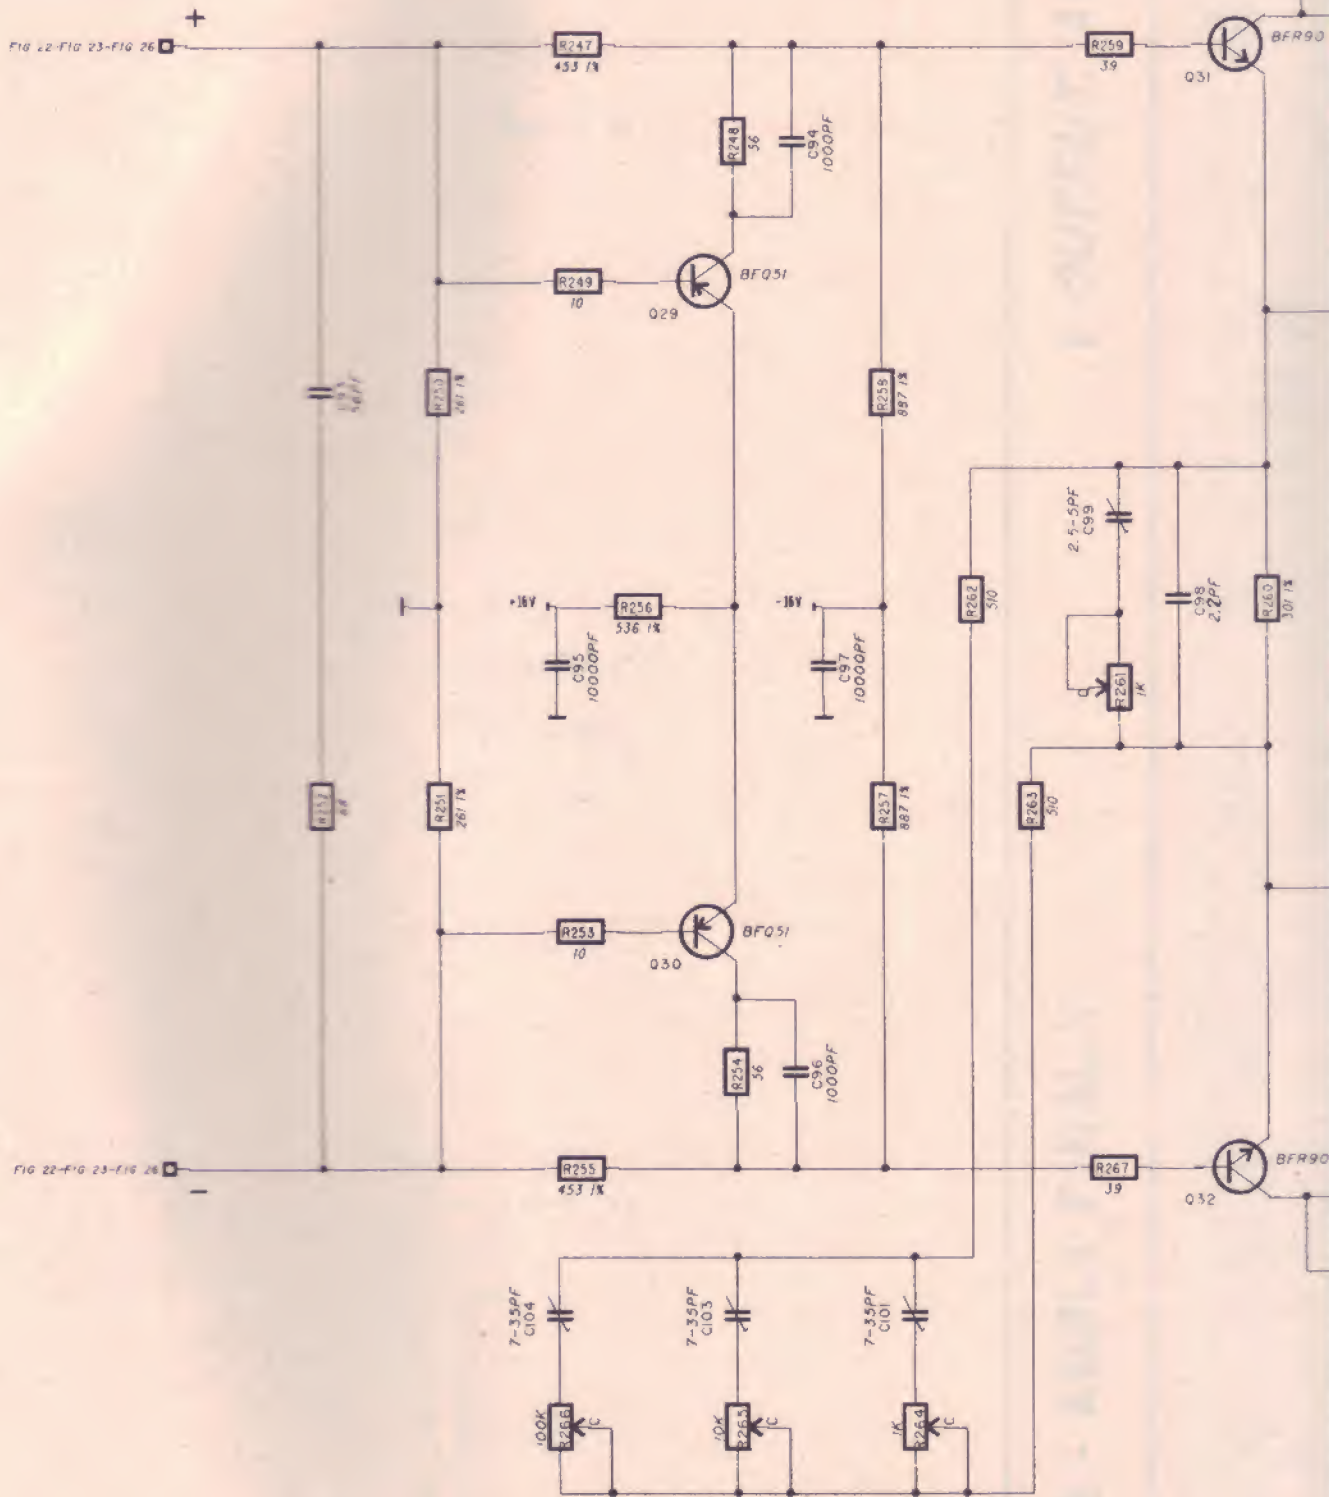 +
FIG 22-FIG 23-FIG 26
R247
453 1%
R259
39
Q31
BFR90
R248
56
C94
1000PF
R249
10
Q29
BFQ51
56PF
R250
261 1%
R258
887 1%
2.5-5PF
C99
R262
510
C98
2.2PF
R260
301 1%
+16V
R256
536 1%
-16V
C95
10000PF
C97
10000PF
R261
1K
R252
68
R251
261 1%
R257
887 1%
R263
510
R253
10
Q30
BFQ51
R254
56
C96
1000PF
FIG 22-FIG 23-FIG 26
−
R255
453 1%
R267
39
Q32
BFR90
7-35PF
C104
7-35PF
C103
7-35PF
C101
100K
R266
C
10K
R265
C
1K
R264
C